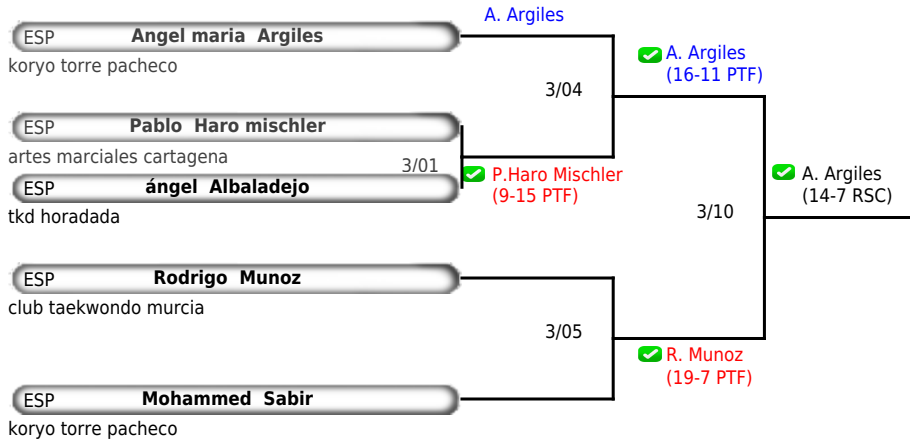 A. Argiles
ESP Angel maria Argiles
koryo torre pacheco
A. Argiles
(16-11 PTF)
3/04
ESP Pablo Haro mischler
artes marciales cartagena
3/01
P.Haro Mischler
(9-15 PTF)
ESP ángel Albaladejo
tkd horadada
A. Argiles
(14-7 RSC)
3/10
ESP Rodrigo Munoz
club taekwondo murcia
3/05
R. Munoz
(19-7 PTF)
ESP Mohammed Sabir
koryo torre pacheco